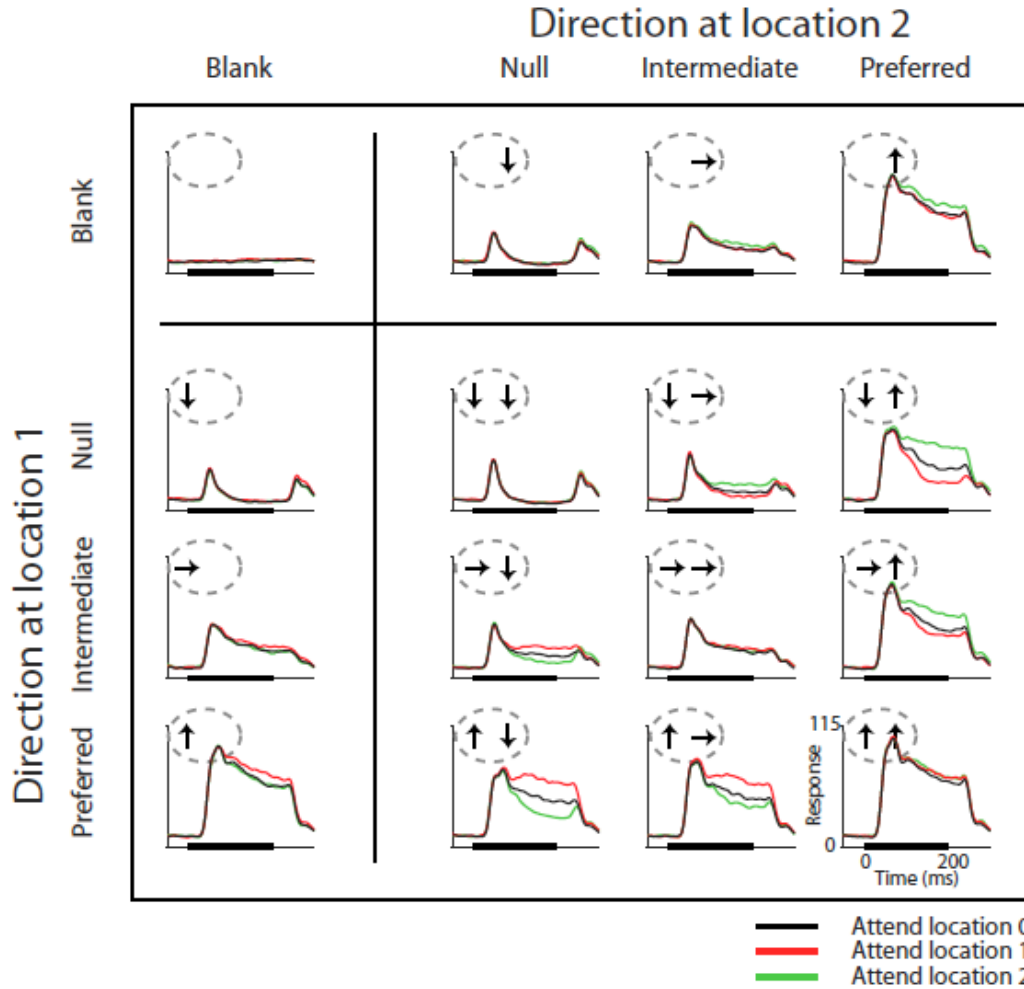 Direction at location 2
Blank Null Intermediate Preferred
Blank
Direction at location 1
Null
Intermediate
Preferred
115
Response
0
0 200
Time (ms)
Attend location 0
Attend location 1
Attend location 2